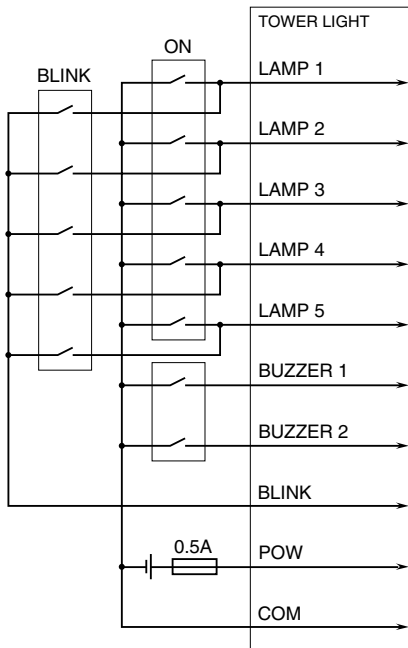 TOWER LIGHT
ON
LAMP 1
BLINK
LAMP 2
LAMP 3
LAMP 4
LAMP 5
BUZZER 1
BUZZER 2
BLINK
0.5A
POW
COM